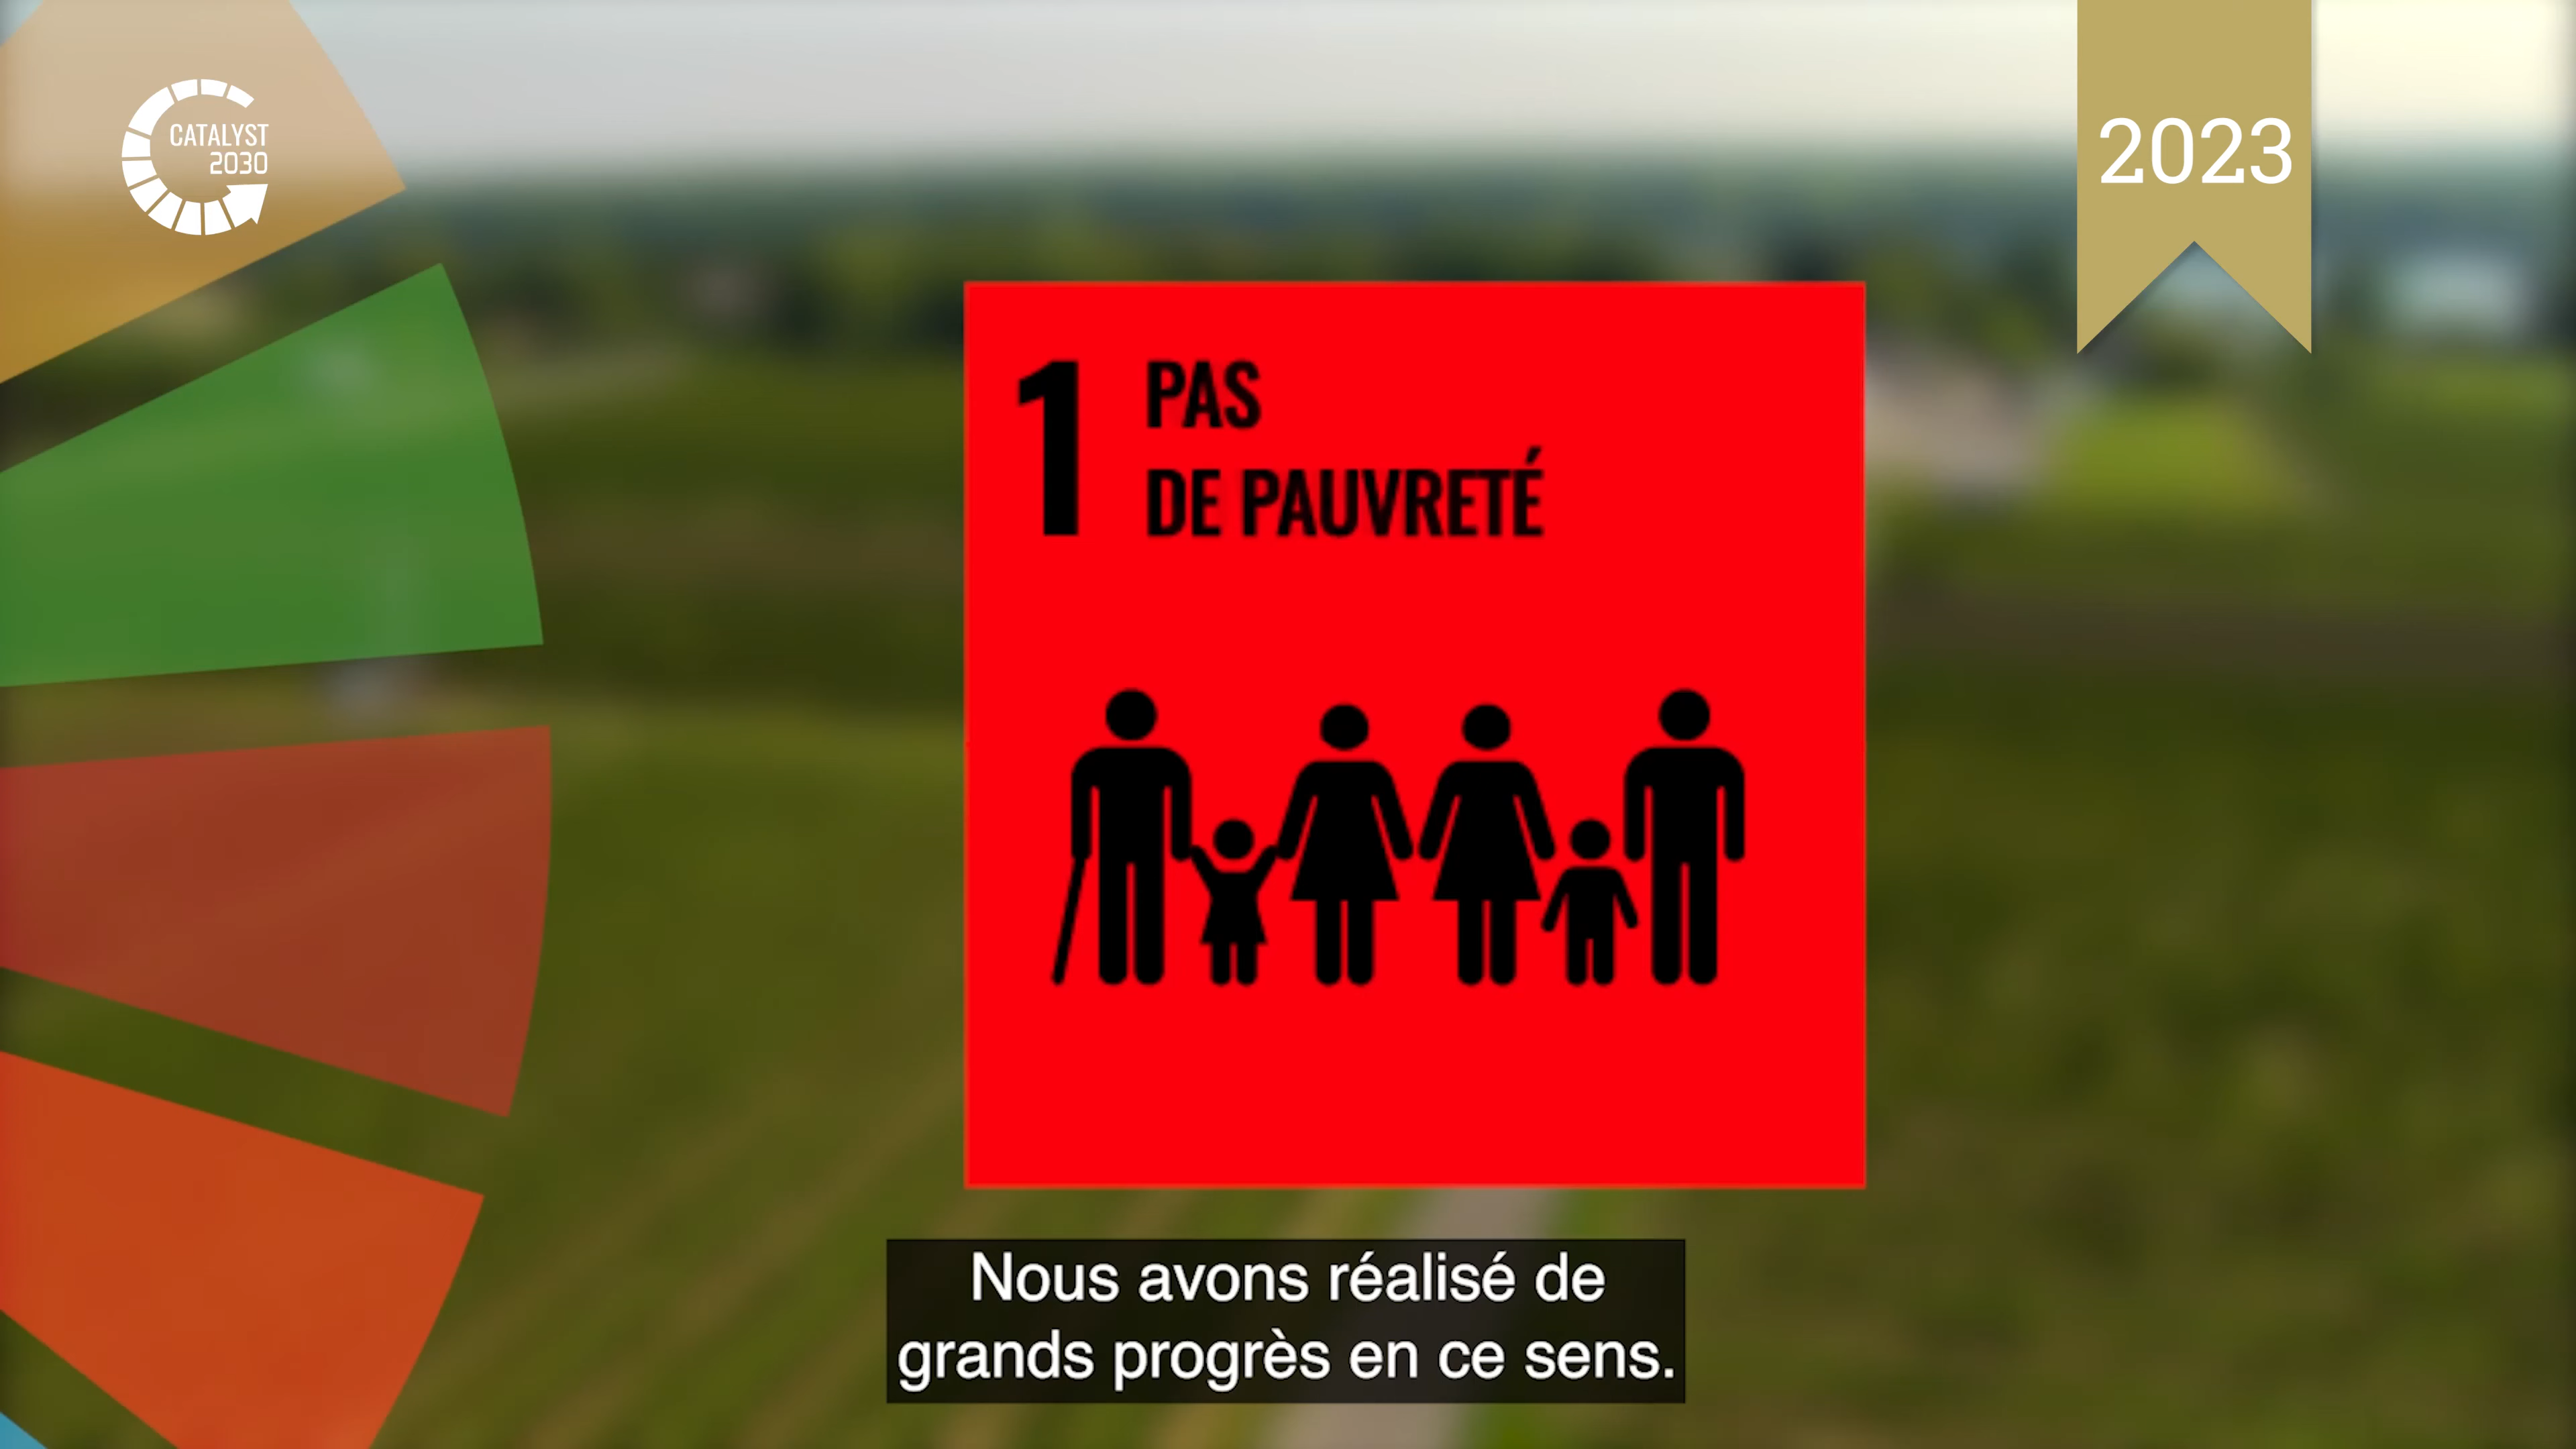 CATALYST
2030
2023
1 PAS
DE PAUVRETÉ
Nous avons réalisé de
grands progrès en ce sens.